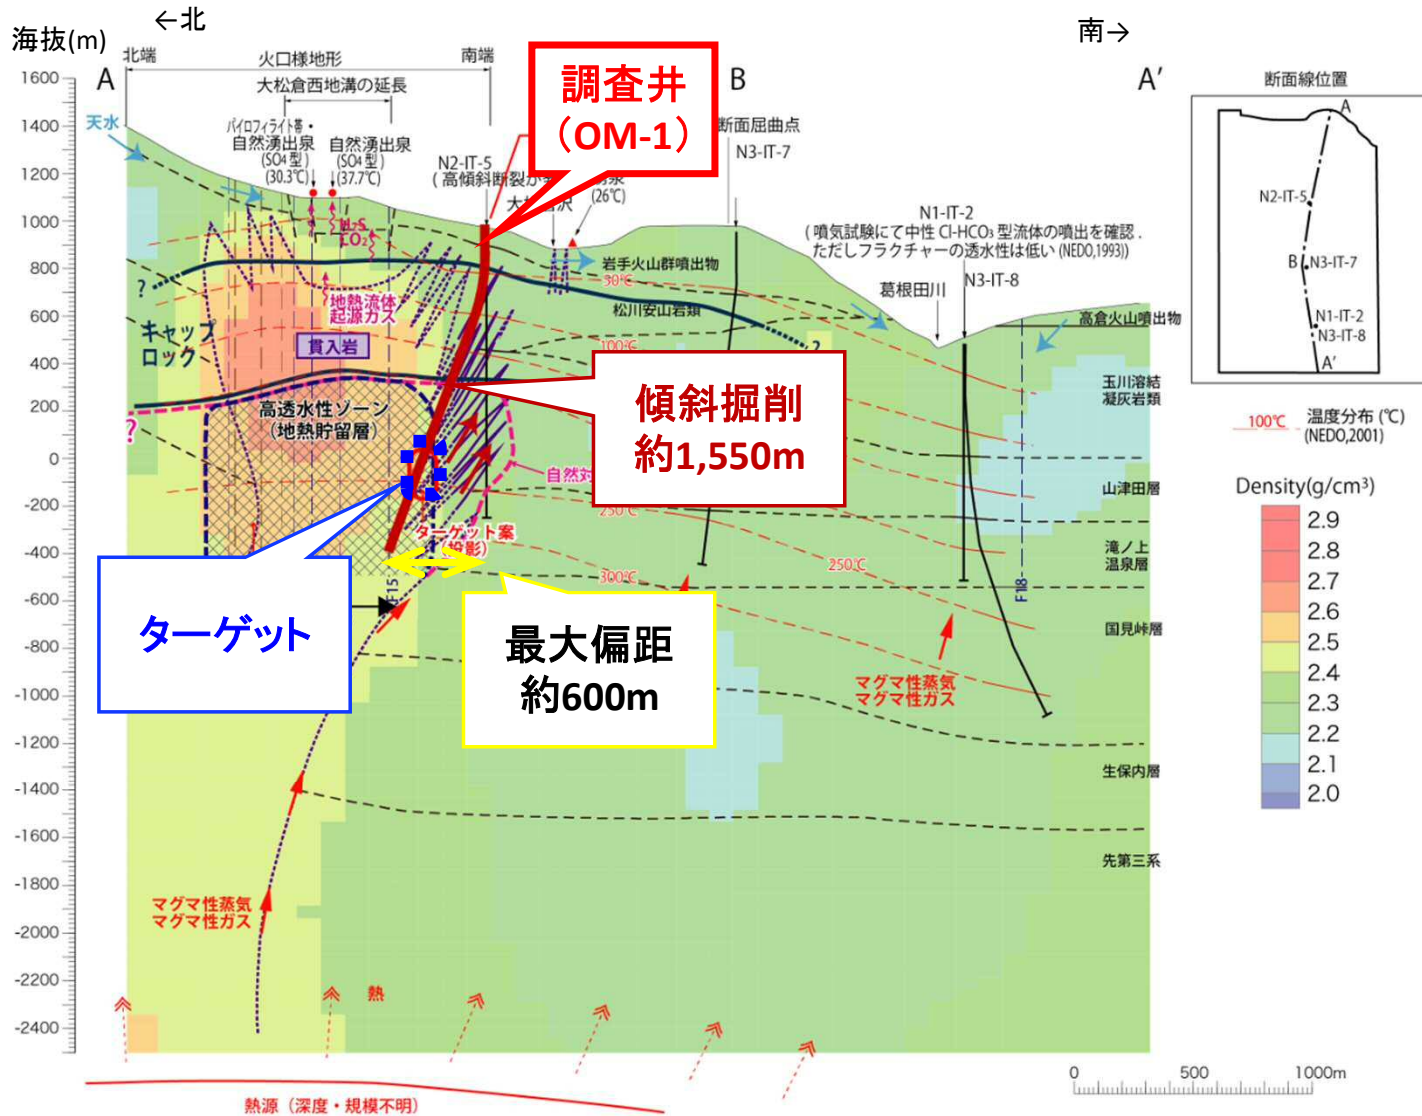 ←北
南→
海抜(m)
北端
火口様地形
南端
大松倉西地溝の延長
A
B
A′
調査井
（OM-1）
断面線位置
天水
パイロフィライト帯・
自然湧出泉
(SO4型)
(30.3℃)
自然湧出泉
(SO4型)
(37.7℃)
N2-IT-5
(高傾斜断裂が
(26℃)
断面屈曲点
N3-IT-7
N1-IT-2
(噴気試験にて中性 Cl-HCO₃ 型流体の噴出を確認．
ただしフラクチャーの透水性は低い (NEDO,1993))
N3-IT-8
葛根田川
H₂S
CO₂
岩手火山群噴出物
30℃
松川安山岩類
高倉火山噴出物
?
地熱流体
起源ガス
キャップ
ロック
貫入岩
100℃
?
傾斜掘削
約1,550m
玉川溶結
凝灰岩類
高透水性ゾーン
(地熱貯留層)
?
自然対
山津田層
250℃
ターゲット案
(投影)
滝ノ上
温泉層
300℃
250℃
F15
F18
ターゲット
最大偏距
約600m
国見峠層
マグマ性蒸気
マグマ性ガス
生保内層
先第三系
マグマ性蒸気
マグマ性ガス
熱
熱源（深度・規模不明）
1600
1400
1200
1000
800
600
400
200
0
-200
-400
-600
-800
-1000
-1200
-1400
-1600
-1800
-2000
-2200
-2400
A
N2-IT-5
B
N3-IT-7
N1-IT-2
N3-IT-8
A′
100℃ 温度分布 (℃)
(NEDO,2001)
Density(g/cm³)
2.9
2.8
2.7
2.6
2.5
2.4
2.3
2.2
2.1
2.0
0 500 1000m